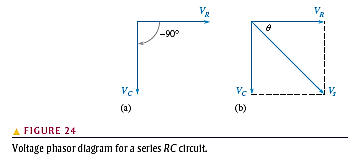 V_R
V_R
–90°
θ
V_C
V_C
V_s
(a)
(b)
▲ FIGURE 24
Voltage phasor diagram for a series RC circuit.